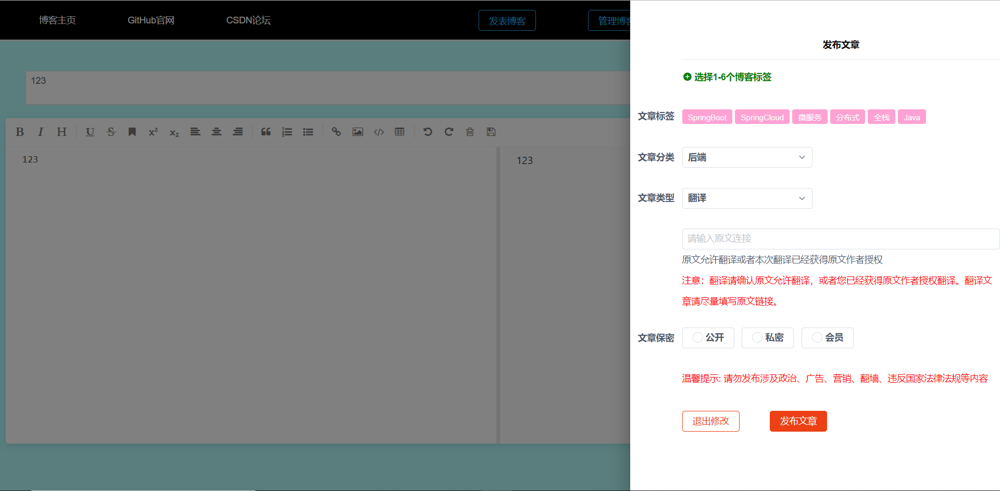 博客主页 GitHub官网 CSDN论坛 发表博客 管理博客
123
B I H U S x² x₂
123
123
发布文章
选择1-6个博客标签
文章标签 SpringBoot SpringCloud 微服务 分布式 全栈 Java
文章分类 后端
文章类型 翻译
请输入原文连接
原文允许翻译或者本次翻译已经获得原文作者授权
注意：翻译请确认原文允许翻译，或者您已经获得原文作者授权翻译。翻译文
章请尽量填写原文链接。
文章保密 公开 私密 会员
温馨提示: 请勿发布涉及政治、广告、营销、翻墙、违反国家法律法规等内容
退出修改 发布文章